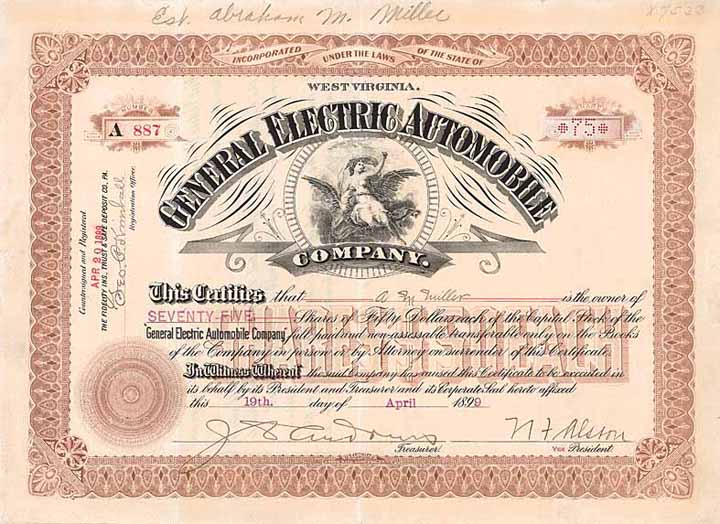 Est. Abraham M. Miller
INCORPORATED UNDER THE LAWS OF THE STATE OF
WEST VIRGINIA.
NUMBER
SHARES
A 887
*75*
GENERAL ELECTRIC AUTOMOBILE
COMPANY.
Countersigned and Registered
APR 20 1899
THE FIDELITY INS. TRUST & SAFE DEPOSIT CO. PA.
Geo. Kimball
Registration Officer.
This Certifies that A M Miller is the owner of
SEVENTY FIVE Shares of Fifty Dollars each of the Capital Stock of the
"General Electric Automobile Company" full paid and non-assessable transferable only on the Books
of the Company in person or by Attorney on surrender of this Certificate
In Witness Whereof the said Company has caused this Certificate to be executed in
its behalf by its President and Treasurer and its Corporate Seal hereto affixed
this 19th. day of April 1899
Treasurer
Vice President